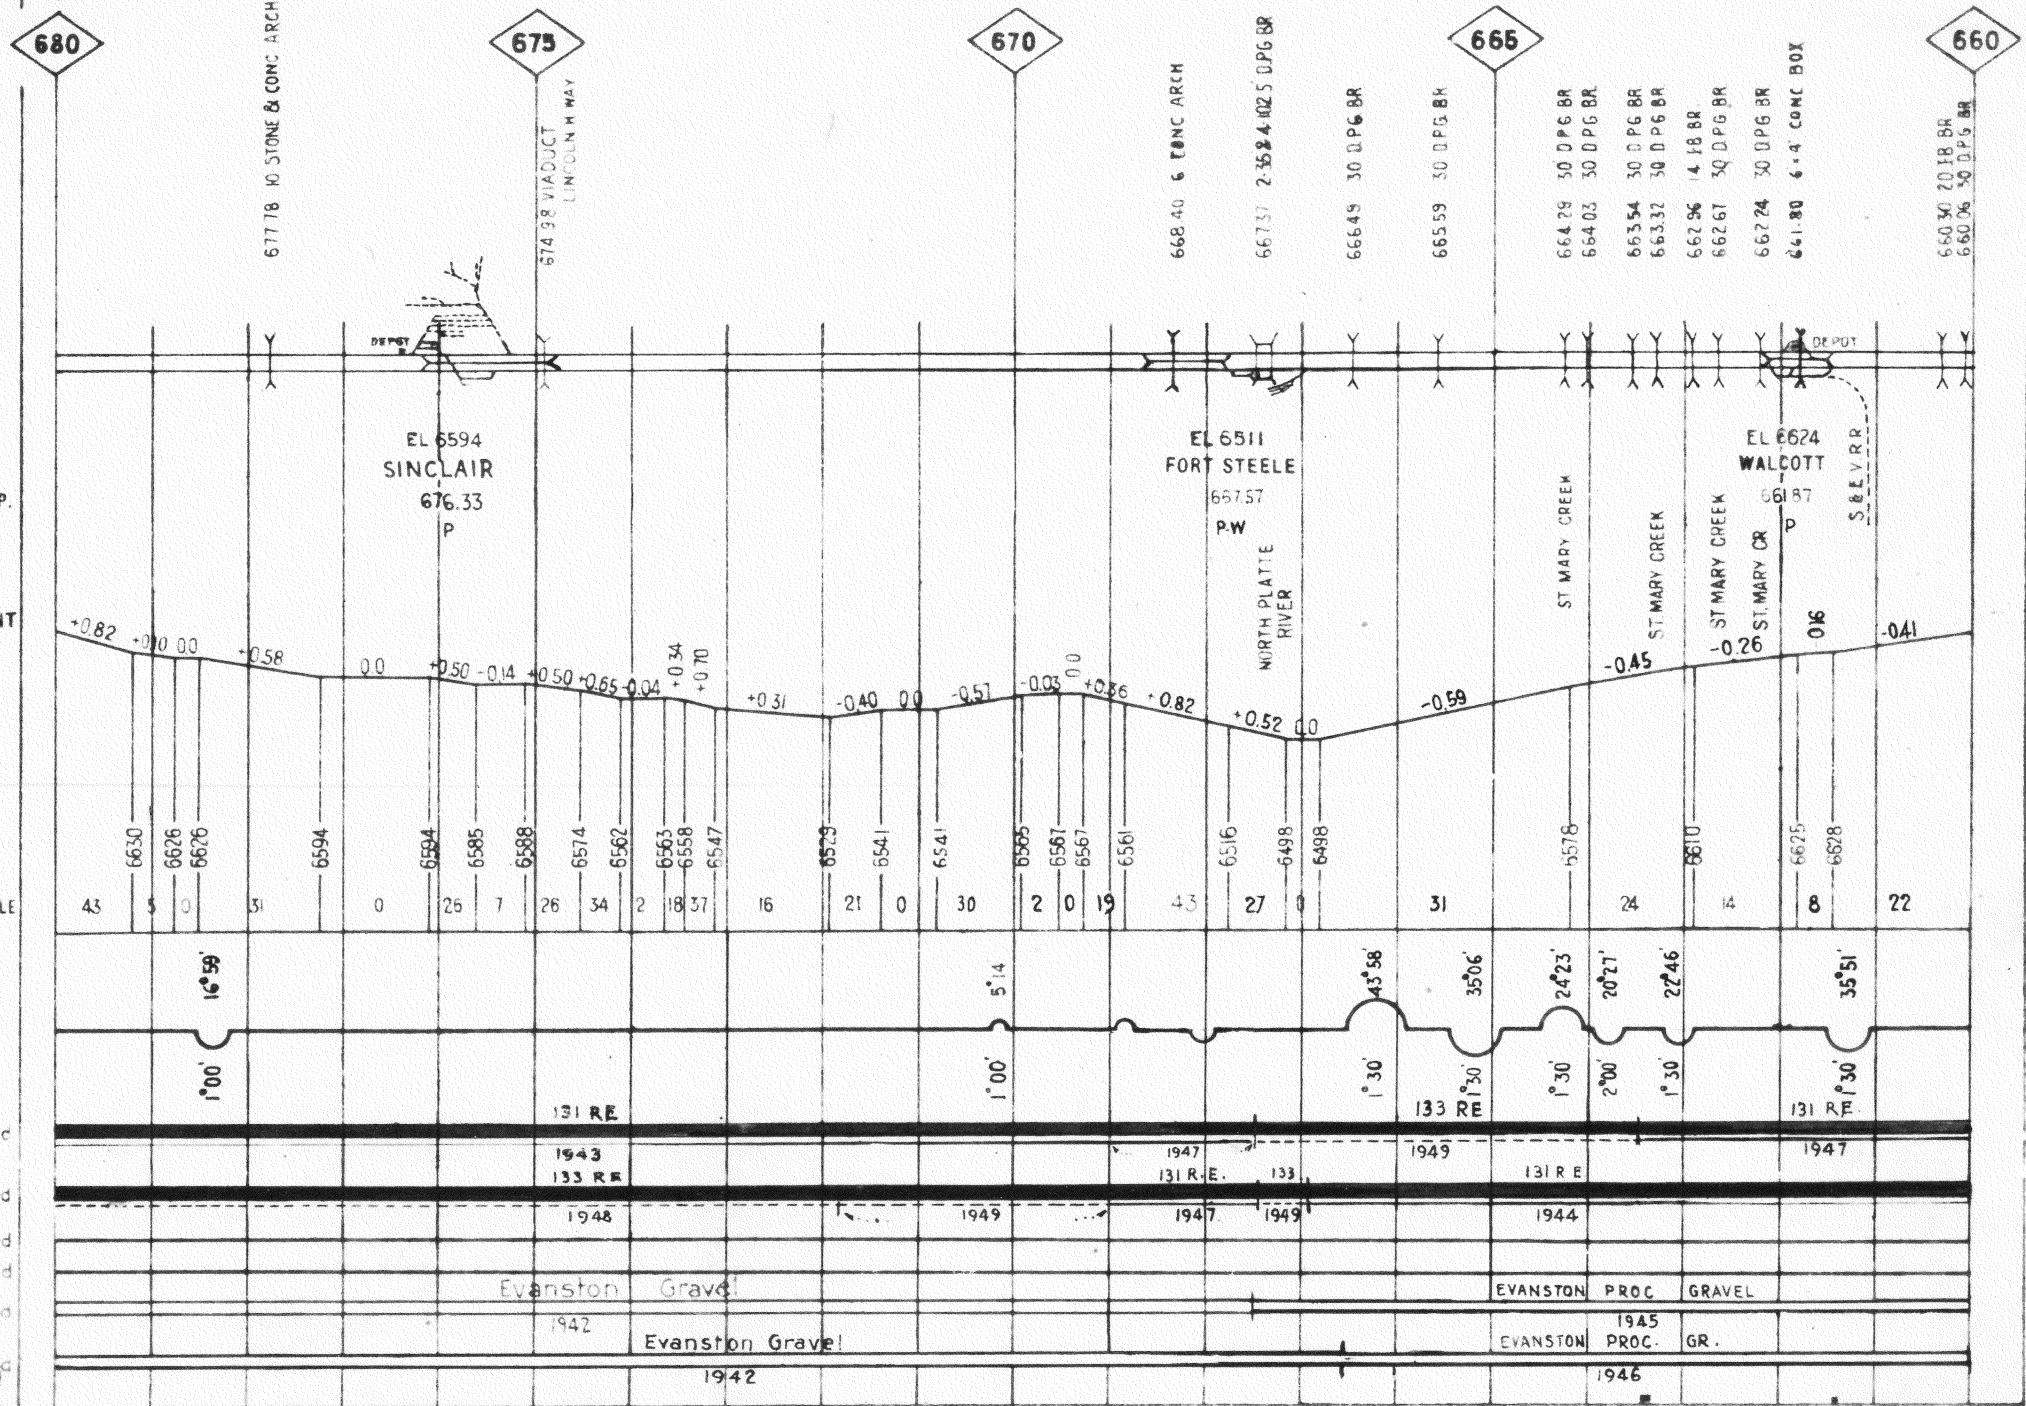 680
675
670
665
660
677 78 10 STONE & CONC ARCH
674 98 VIADUCT
LINCOLN H WAY
668.40 6 CONC ARCH
667.37
666.49 30 D.P.G BR
665.59 30 D.P.G BR
664.29 30 D P G BR
664.03 30 D P G BR
663.54 30 D P G BR
663.32 30 D P G BR
662.96 14 I B BR
662.67 30 D P G BR
662.24 30 D P G BR
661.80 6×4 CONC BOX
660.30 20 I B BR
660.06 30 D P G BR
DEPOT
DEPOT
EL 6594
SINCLAIR
676.33
P
EL 6511
FORT STEELE
667.57
P-W
EL 6624
WALCOTT
661.87
P
S & E.V.R R
P.
NORTH PLATTE
RIVER
ST MARY CREEK
ST. MARY CREEK
ST MARY CREEK
ST. MARY CR
+0.82 +0.10 0.0 +0.58 0.0 +0.50 -0.14 +0.50 +0.65 -0.04 +0.34 +0.70 +0.31 -0.40 0.0 -0.57 -0.03 0.0 +0.36 +0.82 +0.52 0.0 -0.59 -0.45 -0.26 016 -0.41
6630 6626 6626 6594 6594 6585 6588 6574 6562 6563 6558 6547 6529 6541 6541 6565 6567 6567 6561 6516 6498 6498 6578 6610 6625 6628
43 5 0 31 0 26 7 26 34 2 18 37 16 21 0 30 2 0 19 43 27 0 31 24 14 8 22
16°59' 5°14 43°58' 35°06' 24°23' 20°27' 22°46' 35°51'
1°00' 1°00' 1°30' 1°30' 1°30' 2°00' 1°30' 1°30'
131 RE 133 RE 131 RE.
1943 1947 1949 1947
133 RE 131 R.E. 133 131 R E
1948 1949 1947 1949 1944
Evanston Gravel EVANSTON PROC GRAVEL
1942 1945
Evanston Gravel EVANSTON PROC. GR.
1942 1946